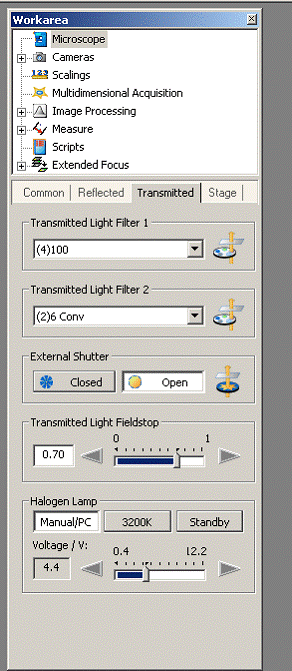 Workarea
Microscope
Cameras
123 Scalings
Multidimensional Acquisition
Image Processing
Measure
Scripts
Extended Focus
Common Reflected Transmitted Stage
Transmitted Light Filter 1
(4)100
Transmitted Light Filter 2
(2)6 Conv
External Shutter
Closed Open
Transmitted Light Fieldstop
0 1
0.70
Halogen Lamp
Manual/PC 3200K Standby
Voltage / V: 0.4 12.2
4.4